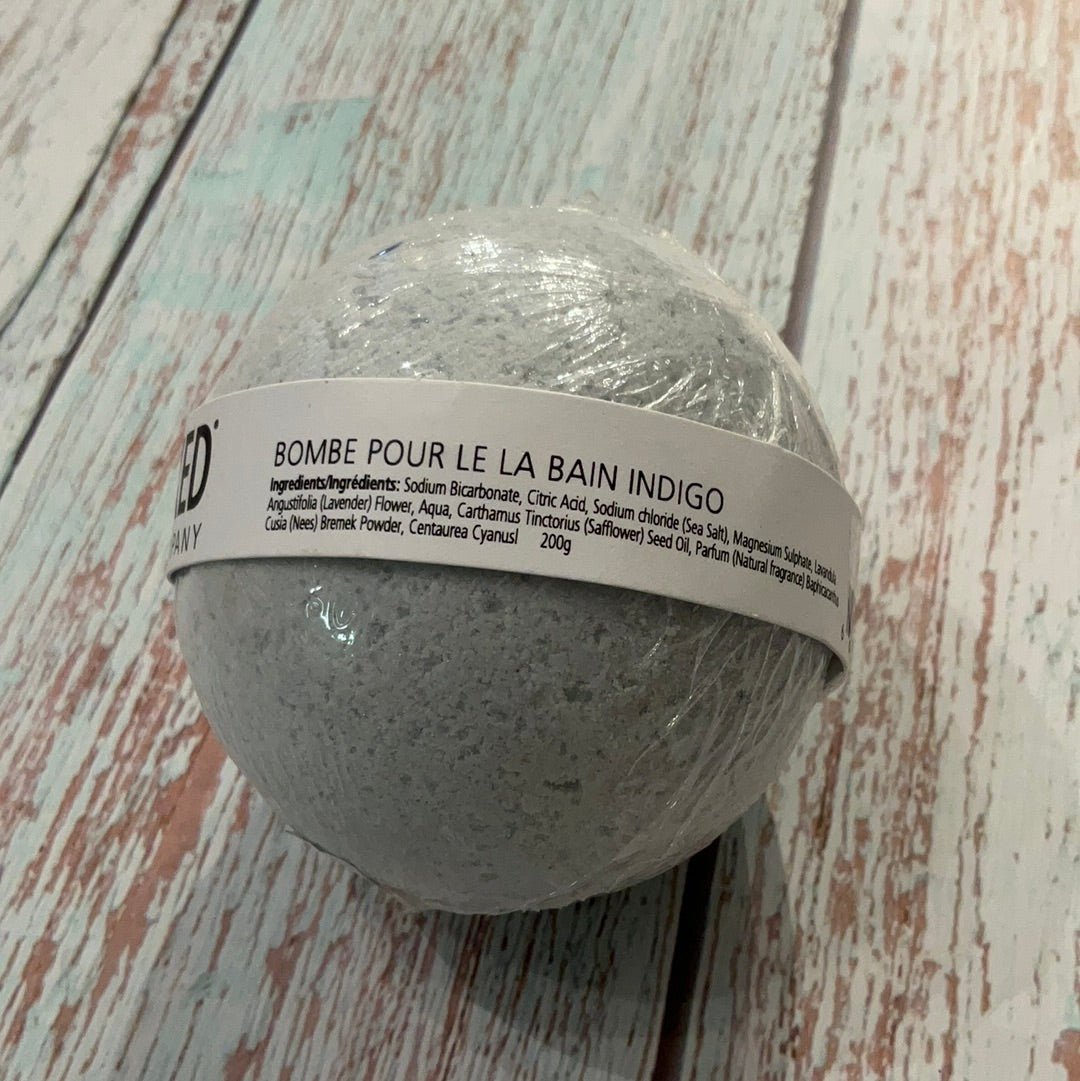 BOMBE POUR LE LA BAIN INDIGO
Ingredients/Ingrédients: Sodium Bicarbonate, Citric Acid, Sodium chloride (Sea Salt), Magnesium Sulphate, Lavandula
Angustifolia (Lavender) Flower, Aqua, Carthamus Tinctorius (Safflower) Seed Oil, Parfum (Natural fragrance) Baphicacanthus
Cusia (Nees) Bremek Powder, Centaurea Cyanusl 200g